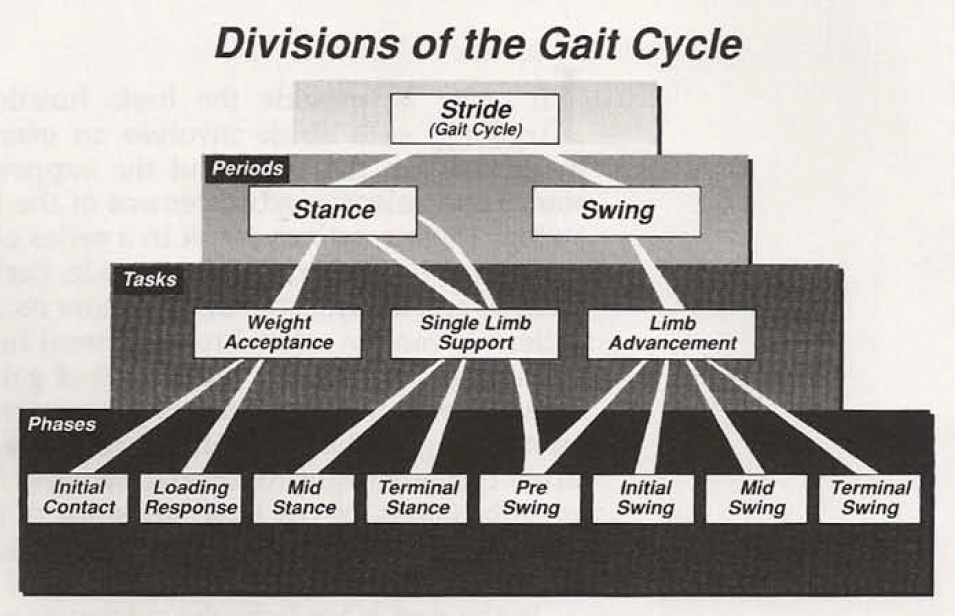 Divisions of the Gait Cycle
Stride
(Gait Cycle)
Periods
Stance
Swing
Tasks
Weight
Acceptance
Single Limb
Support
Limb
Advancement
Phases
Initial
Contact
Loading
Response
Mid
Stance
Terminal
Stance
Pre
Swing
Initial
Swing
Mid
Swing
Terminal
Swing